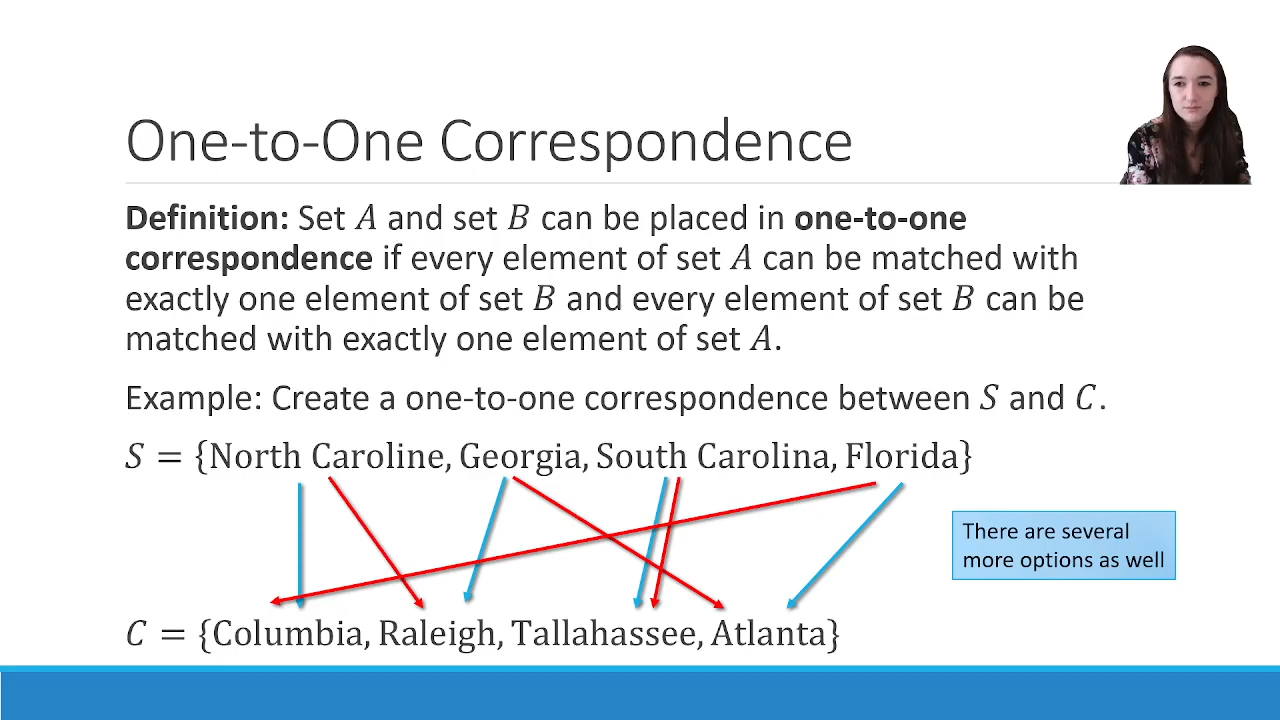 One-to-One Correspondence
Definition: Set A and set B can be placed in one-to-one
correspondence if every element of set A can be matched with
exactly one element of set B and every element of set B can be
matched with exactly one element of set A.
Example: Create a one-to-one correspondence between S and C.
S = {North Caroline, Georgia, South Carolina, Florida}
There are several
more options as well
C = {Columbia, Raleigh, Tallahassee, Atlanta}